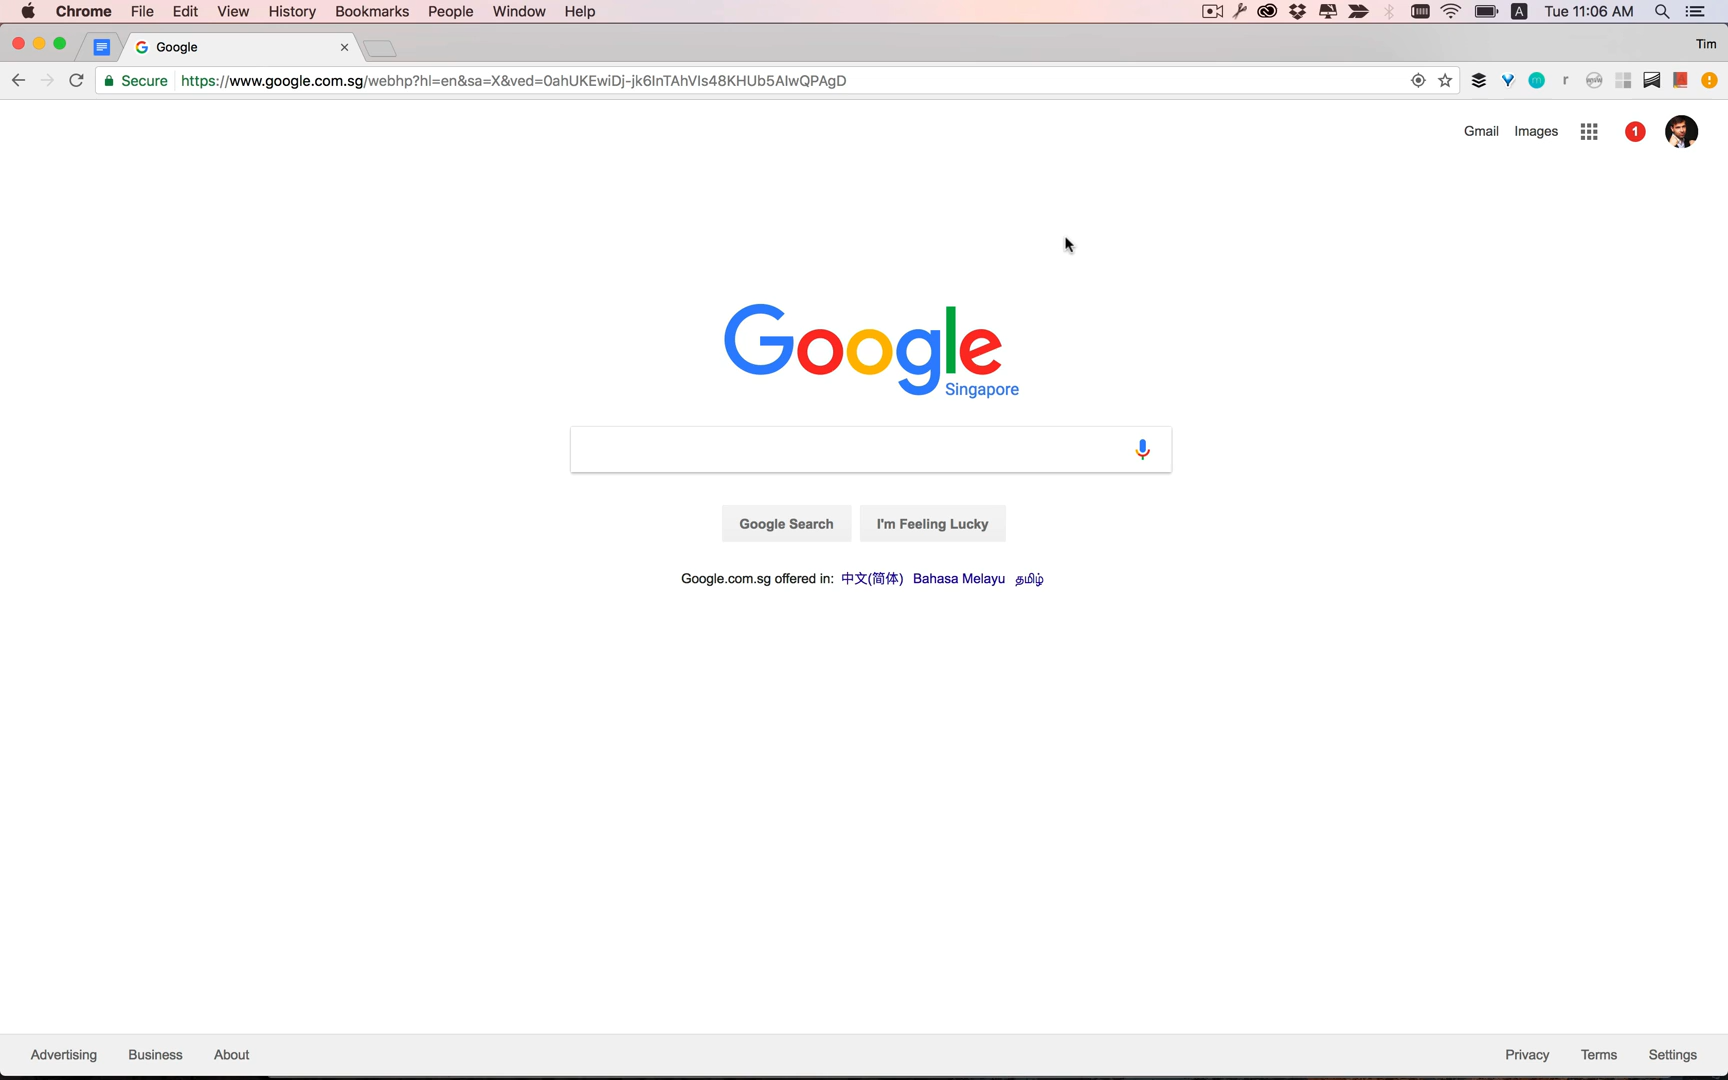 Chrome File Edit View History Bookmarks People Window Help A Tue 11:06 AM
Google Tim
Secure https://www.google.com.sg/webhp?hl=en&sa=X&ved=0ahUKEwiDj-jk6InTAhVIs48KHUb5AIwQPAgD
Gmail Images 1
Google
Singapore
Google Search I'm Feeling Lucky
Google.com.sg offered in: 中文(简体) Bahasa Melayu தமிழ்
Advertising Business About Privacy Terms Settings